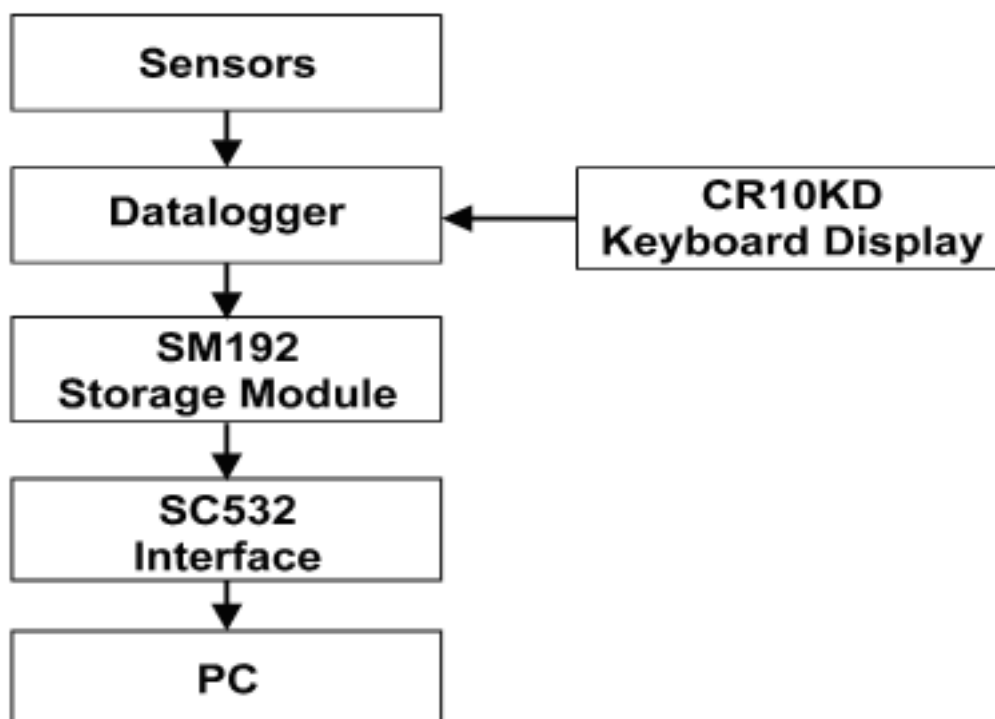 Sensors
Datalogger
CR10KD
Keyboard Display
SM192
Storage Module
SC532
Interface
PC